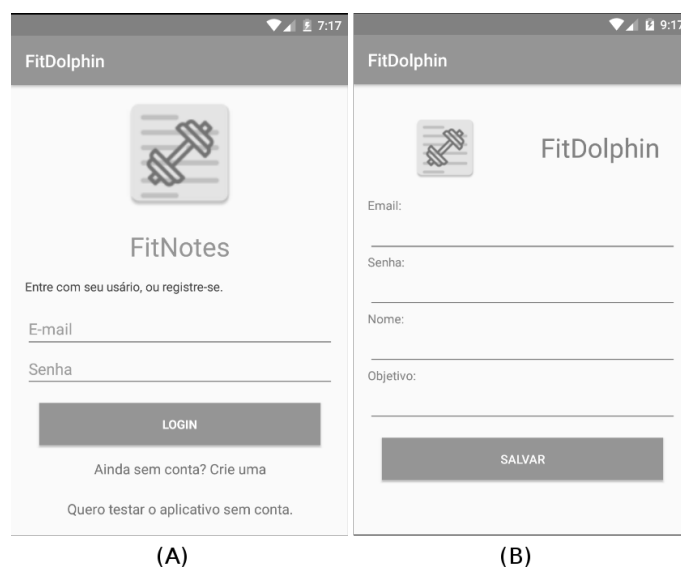 7:17
FitDolphin
FitNotes
Entre com seu usário, ou registre-se.
E-mail
Senha
LOGIN
Ainda sem conta? Crie uma
Quero testar o aplicativo sem conta.
(A)
9:17
FitDolphin
FitDolphin
Email:
Senha:
Nome:
Objetivo:
SALVAR
(B)